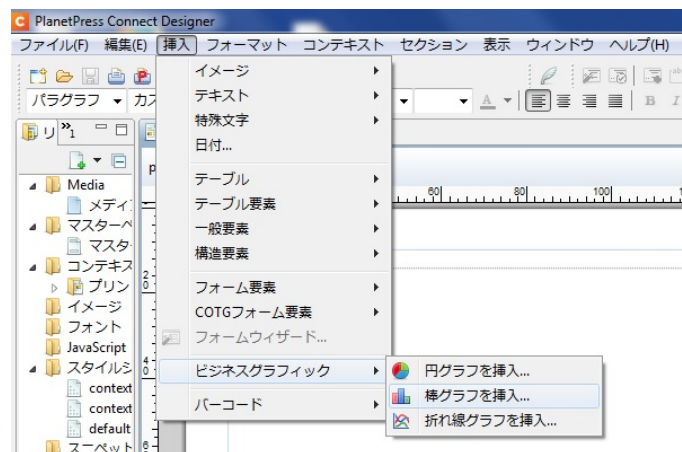 PlanetPress Connect Designer
ファイル(F) 編集(E) 挿入 フォーマット コンテキスト セクション 表示 ウィンドウ ヘルプ(H)
パラグラフ
B I
イメージ
テキスト
特殊文字
日付...
テーブル
テーブル要素
一般要素
構造要素
フォーム要素
COTGフォーム要素
フォームウィザード...
ビジネスグラフィック
バーコード
円グラフを挿入...
棒グラフを挿入...
折れ線グラフを挿入...
Media
マスター
コンテキス
プリン
イメージ
フォント
JavaScript
スタイルシ
context
context
default
60 80 100